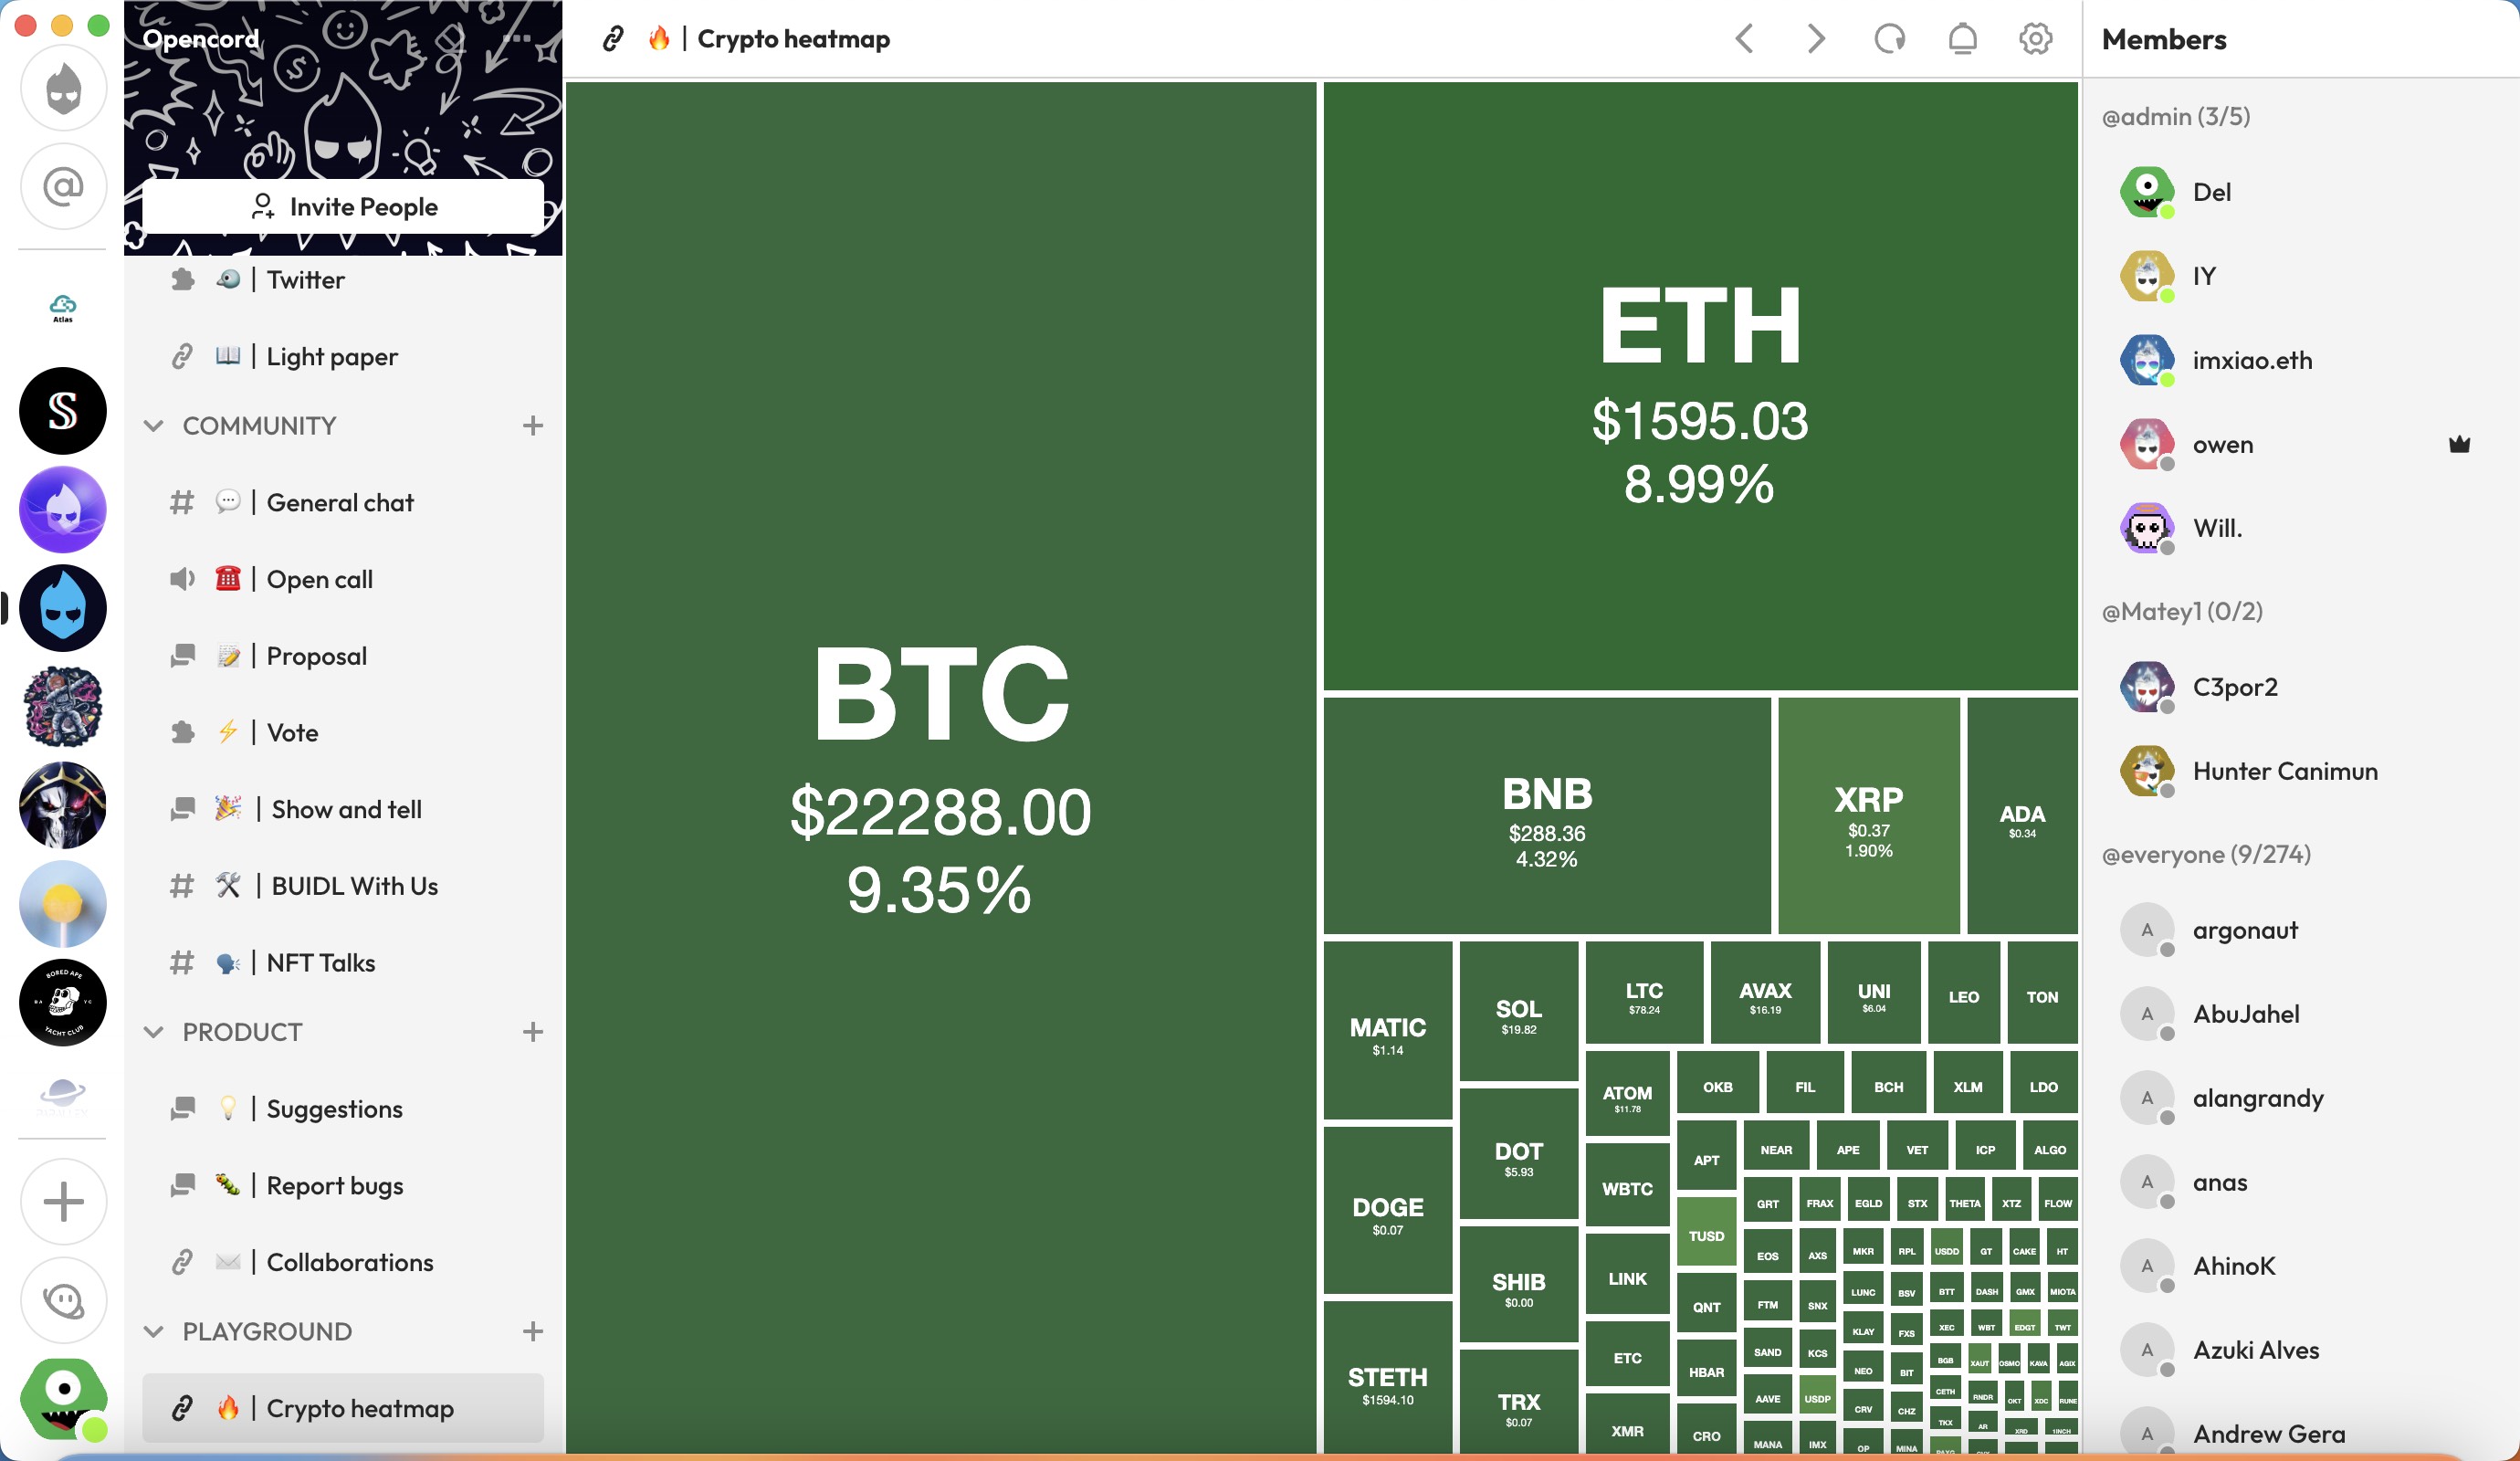 Opencord
Invite People
Atlas
S
BORED APE
YACHT CLUB
| Twitter
| Light paper
COMMUNITY
| General chat
| Open call
| Proposal
| Vote
| Show and tell
| BUIDL With Us
| NFT Talks
PRODUCT
| Suggestions
| Report bugs
| Collaborations
PLAYGROUND
| Crypto heatmap
| Crypto heatmap
BTC
$22288.00
9.35%
ETH
$1595.03
8.99%
BNB
$288.36
4.32%
XRP
$0.37
1.90%
ADA
$0.34
MATIC
$1.14
DOGE
$0.07
STETH
$1594.10
SOL
$19.82
DOT
$5.93
SHIB
$0.00
TRX
$0.07
LTC
$78.24
AVAX
$16.19
UNI
$6.04
LEO
TON
ATOM
$11.78
WBTC
LINK
ETC
XMR
OKB
FIL
BCH
XLM
LDO
APT
TUSD
QNT
HBAR
CRO
NEAR
APE
VET
ICP
ALGO
GRT
FRAX
EGLD
STX
THETA
XTZ
FLOW
EOS
AXS
MKR
RPL
USDD
GT
CAKE
HT
FTM
SNX
LUNC
BSV
BTT
DASH
GMX
MIOTA
KLAY
FXS
XEC
WBT
EDGT
TWT
SAND
KCS
NEO
BIT
BGB
XAUT
OSMO
KAVA
AGIX
AAVE
USDP
CRV
CHZ
CETH
RNDR
OKT
XDC
RUNE
MANA
IMX
OP
MINA
TKX
AR
XRD
1INCH
Members
@admin (3/5)
Del
IY
imxiao.eth
owen
Will.
@Matey1 (0/2)
C3por2
Hunter Canimun
@everyone (9/274)
A argonaut
A AbuJahel
A alangrandy
A anas
A AhinoK
A Azuki Alves
A Andrew Gera